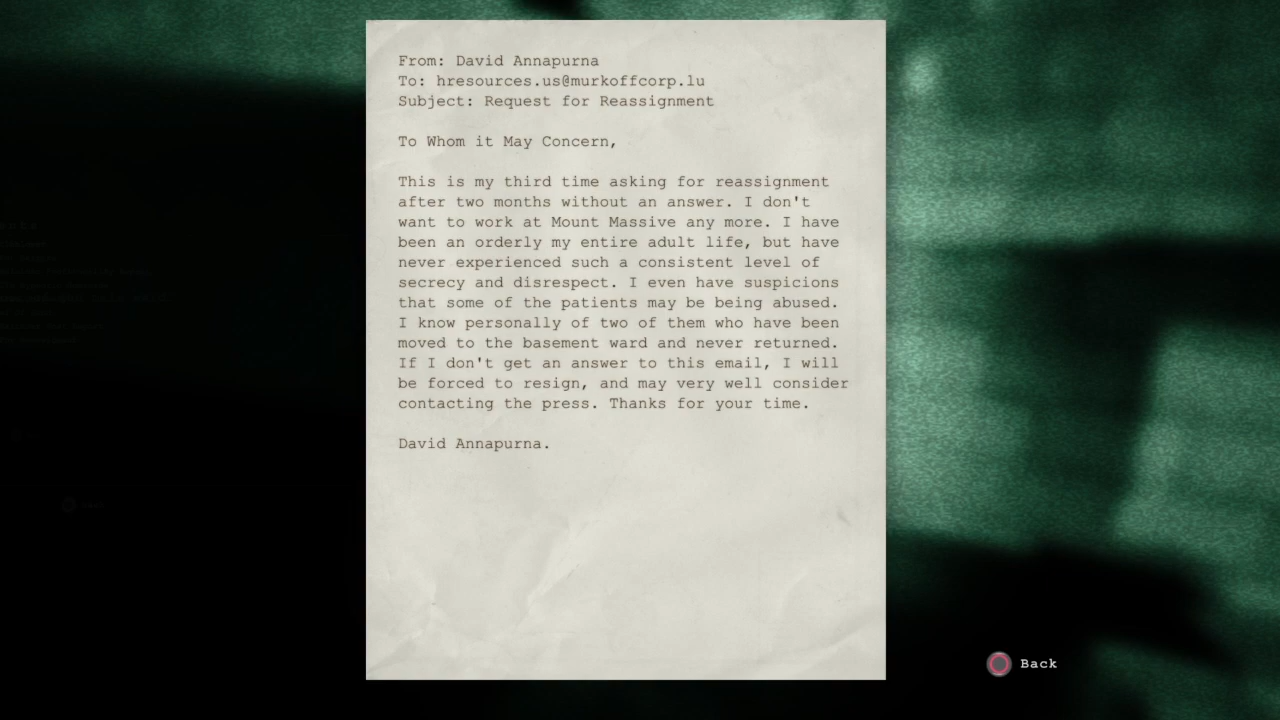 From: David Annapurna
To: hresources.us@murkoffcorp.lu
Subject: Request for Reassignment
To Whom it May Concern,
This is my third time asking for reassignment
after two months without an answer. I don't
want to work at Mount Massive any more. I have
been an orderly my entire adult life, but have
never experienced such a consistent level of
secrecy and disrespect. I even have suspicions
that some of the patients may be being abused.
I know personally of two of them who have been
moved to the basement ward and never returned.
If I don't get an answer to this email, I will
be forced to resign, and may very well consider
contacting the press. Thanks for your time.
David Annapurna.
Back